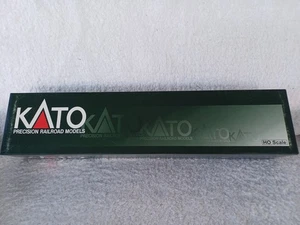 KATO
PRECISION RAILROAD MODELS
KATO
KATO
HO Scale